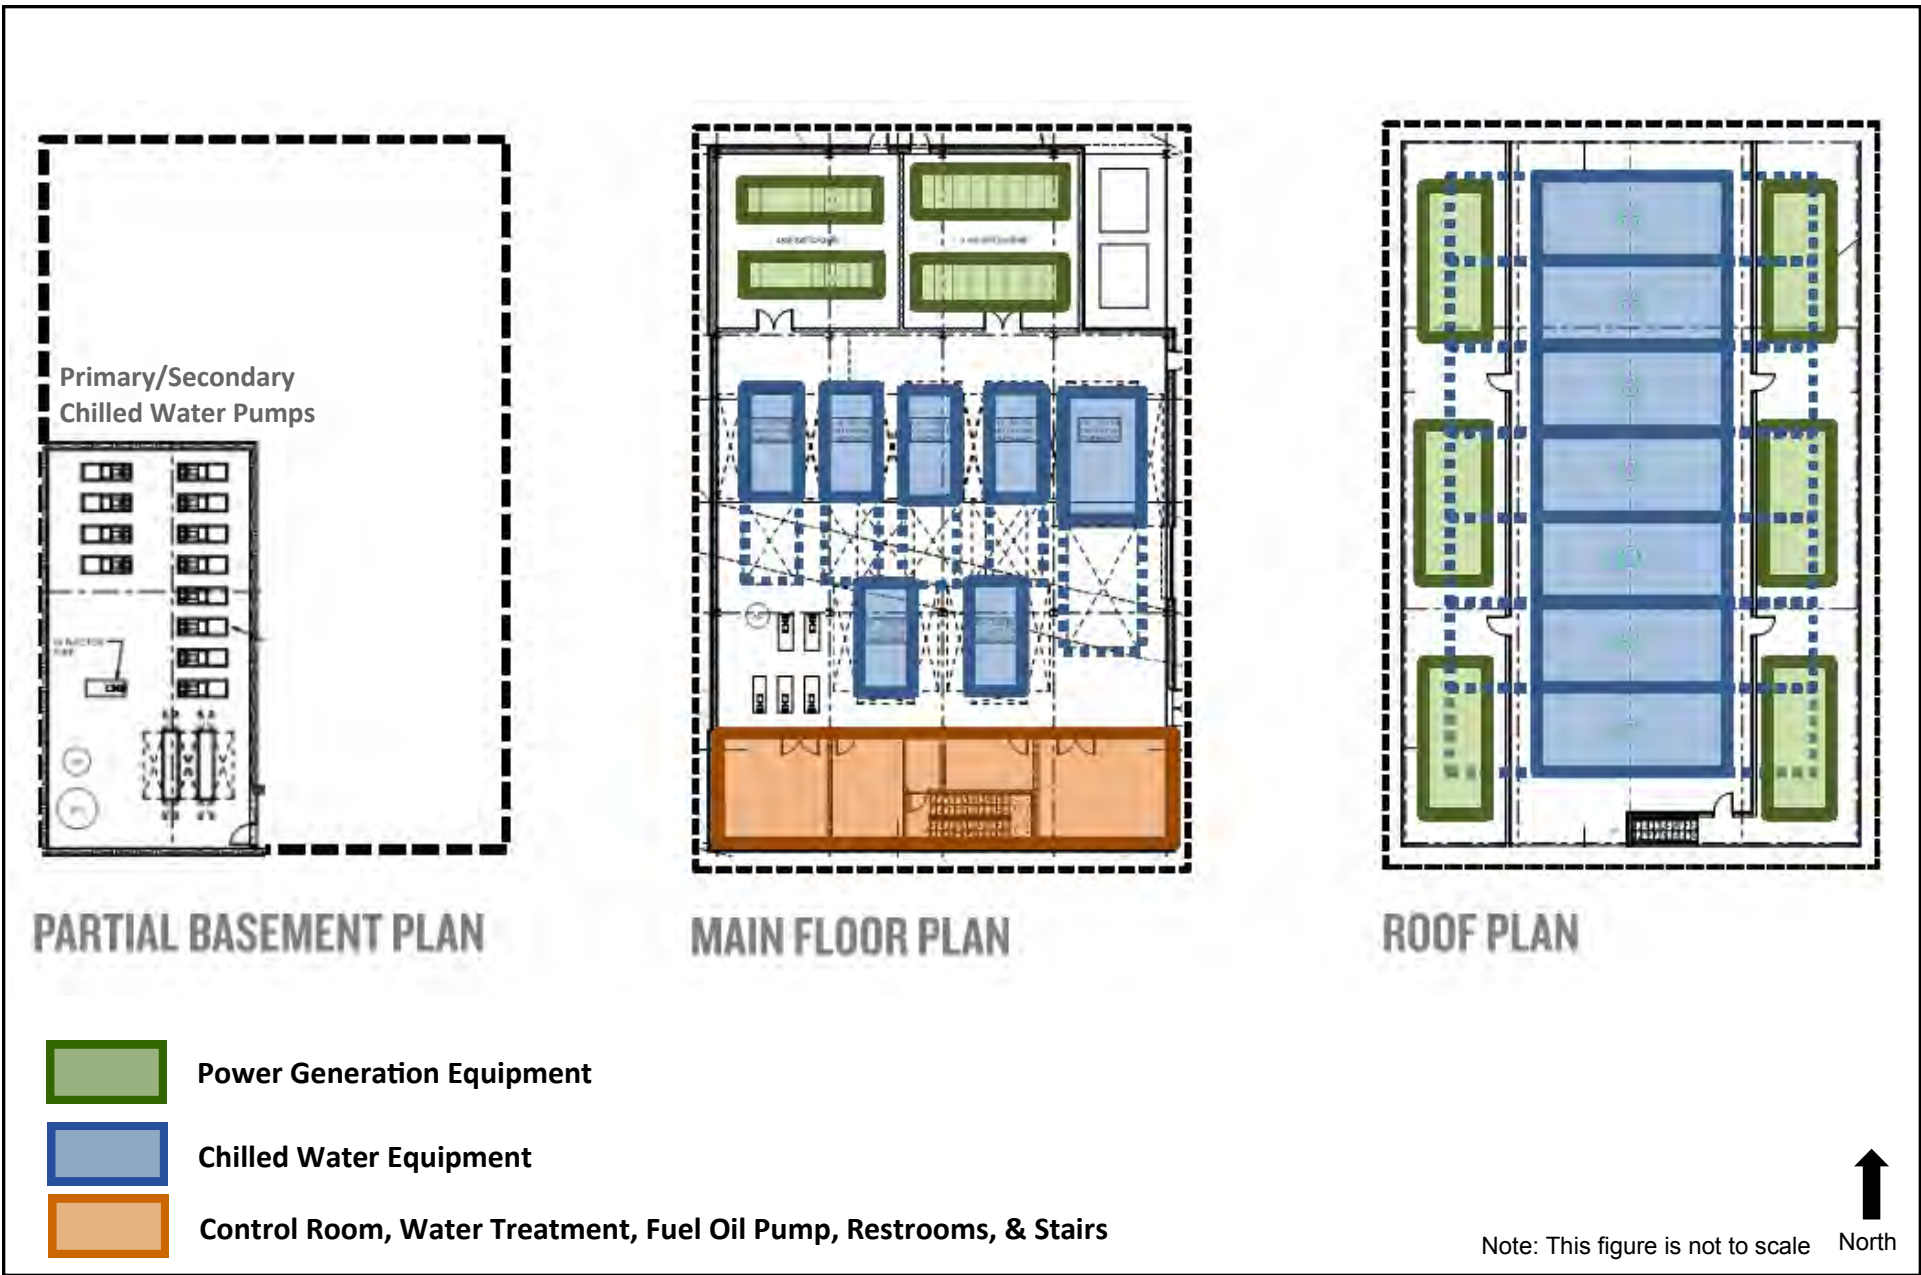 Primary/Secondary
Chilled Water Pumps
PARTIAL BASEMENT PLAN
MAIN FLOOR PLAN
ROOF PLAN
Power Generation Equipment
Chilled Water Equipment
Control Room, Water Treatment, Fuel Oil Pump, Restrooms, & Stairs
Note: This figure is not to scale
North